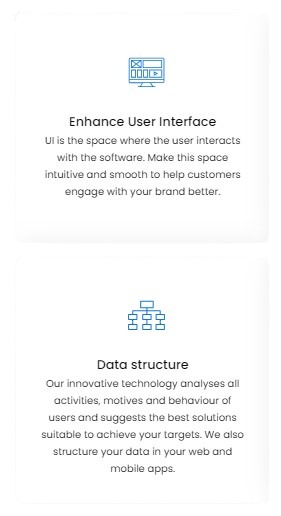 Enhance User Interface
UI is the space where the user interacts
with the software. Make this space
intuitive and smooth to help customers
engage with your brand better.
Data structure
Our innovative technology analyses all
activities, motives and behaviour of
users and suggests the best solutions
suitable to achieve your targets. We also
structure your data in your web and
mobile apps.